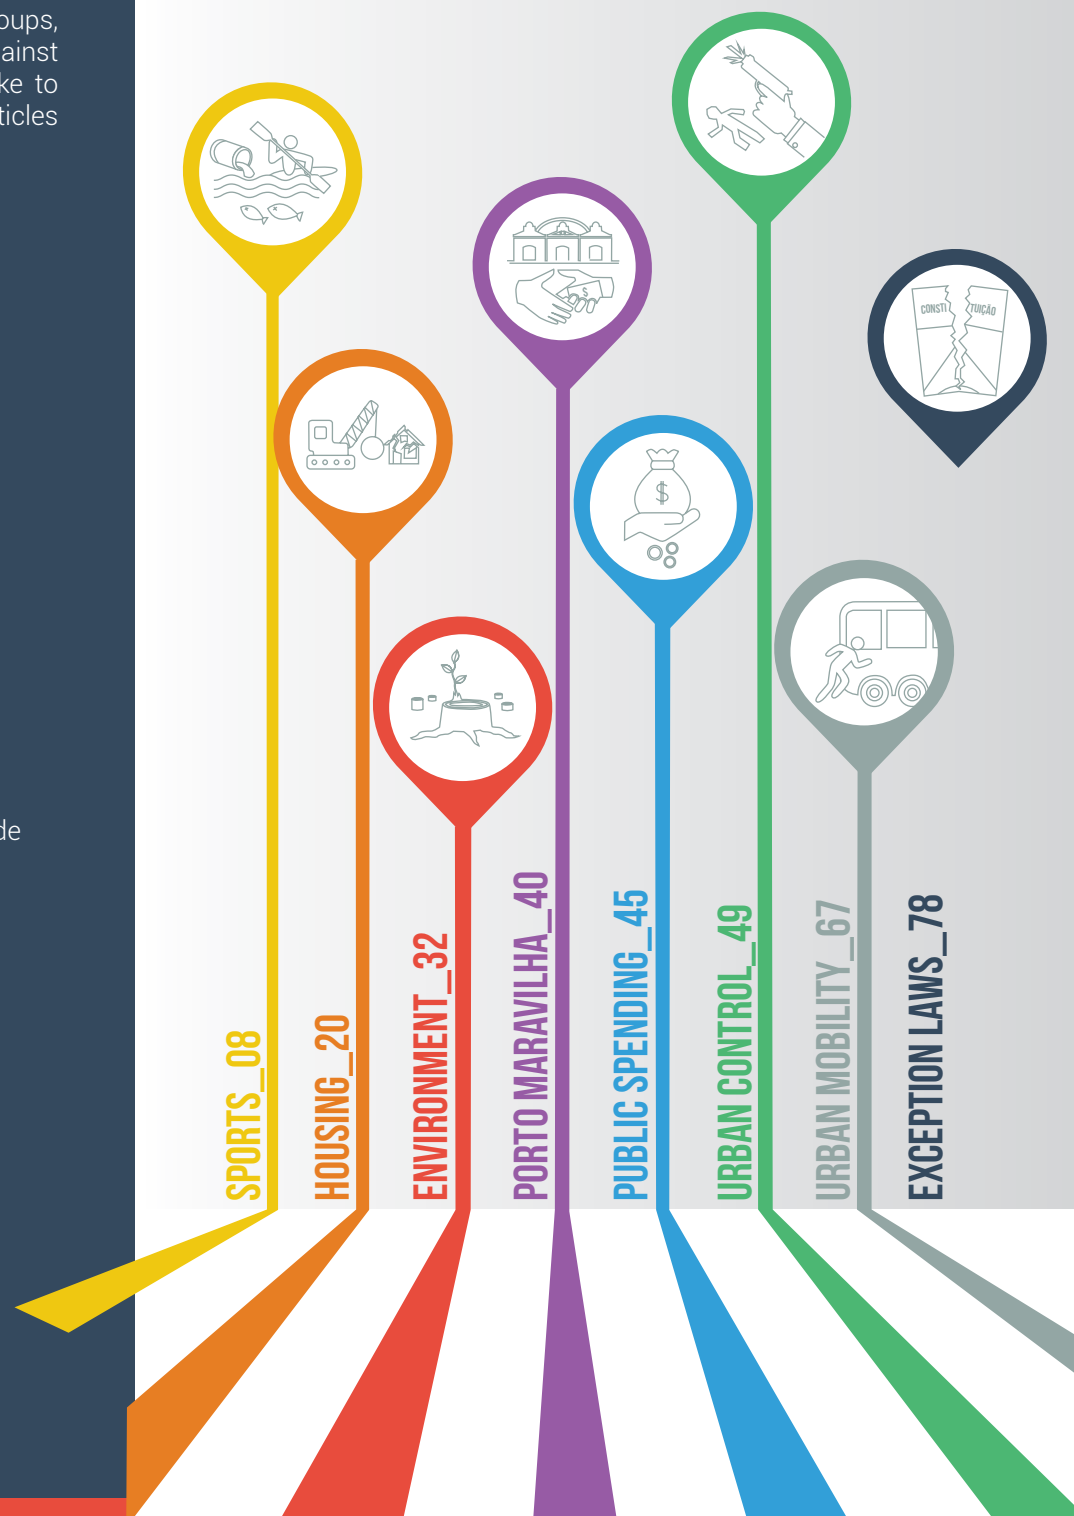 ainst
ke to
ticles
de
$
CONSTI TUIÇÃO
$
SPORTS_08
HOUSING_20
ENVIRONMENT_32
PORTO MARAVILHA_40
PUBLIC SPENDING_45
URBAN CONTROL_49
URBAN MOBILITY_67
EXCEPTION LAWS_78